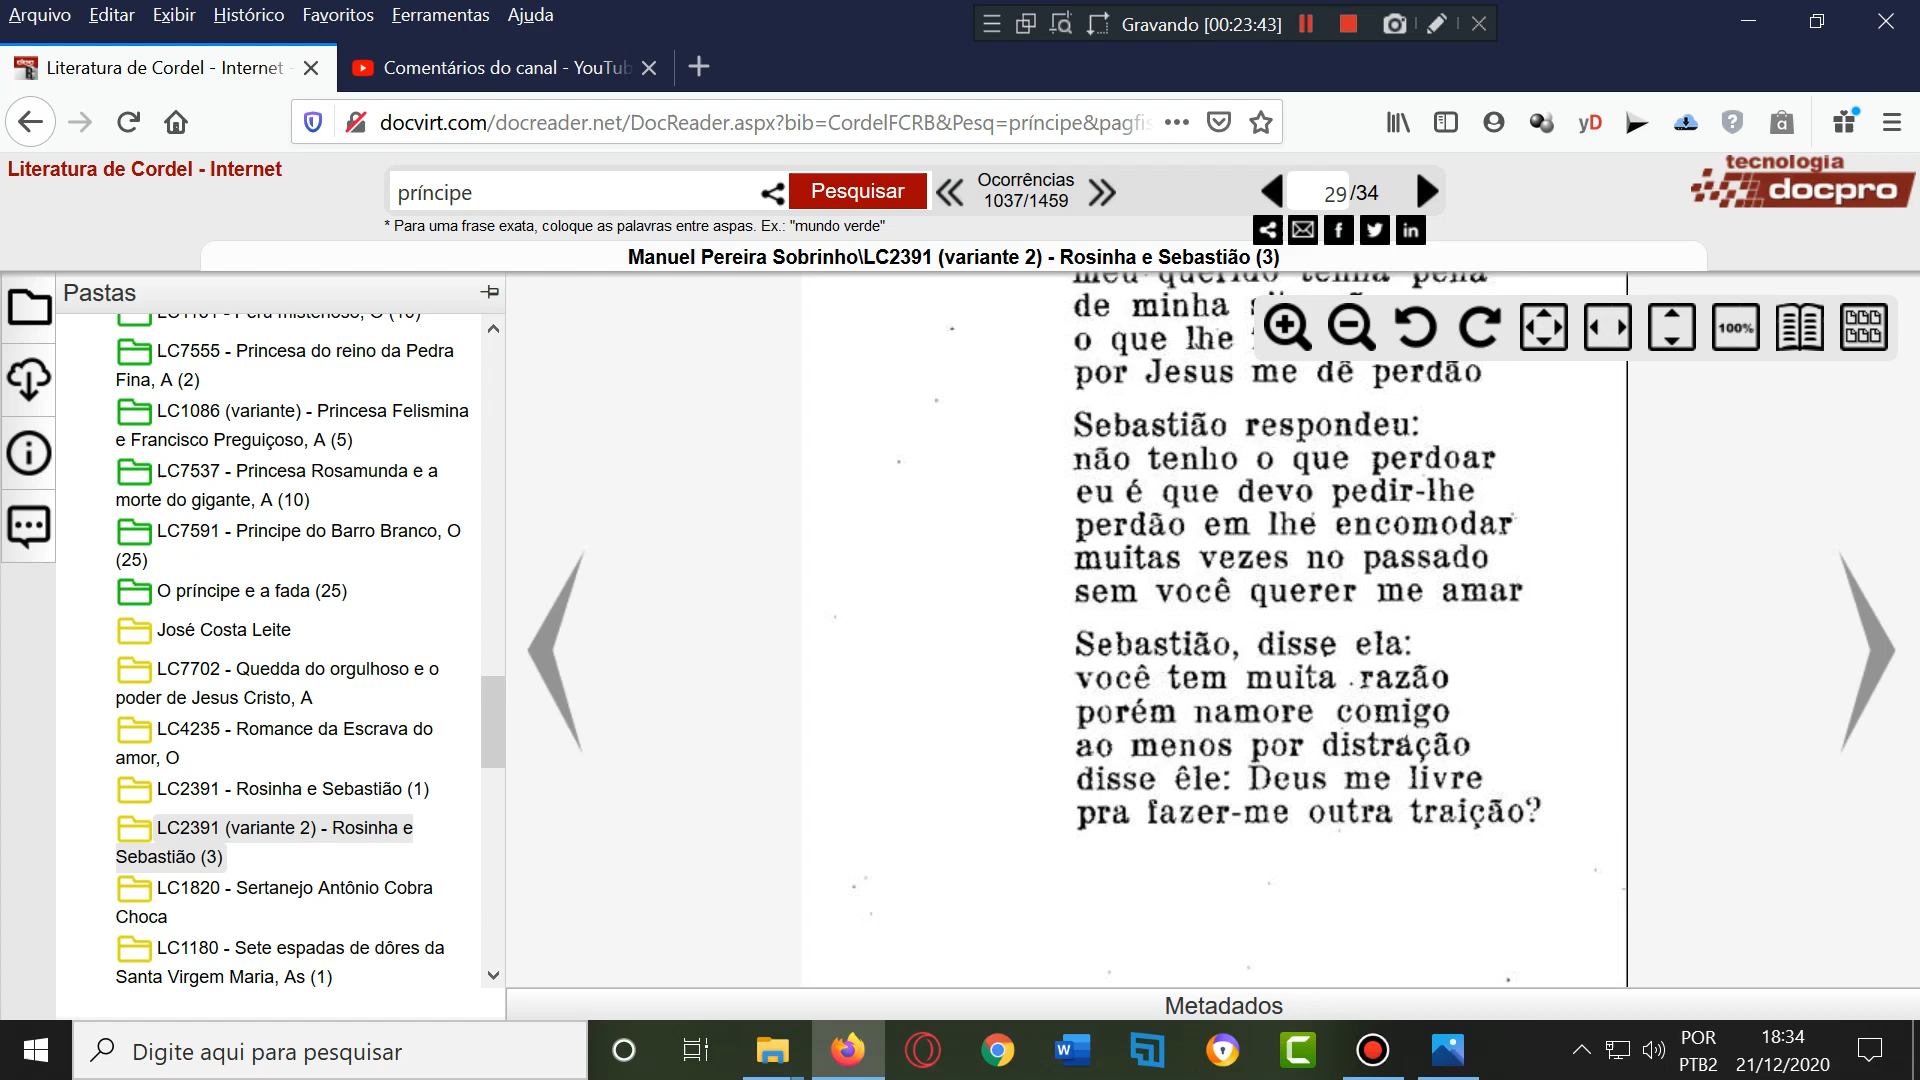 Arquivo Editar Exibir Histórico Favoritos Ferramentas Ajuda
Gravando [00:23:43]
Literatura de Cordel - Internet
Comentários do canal - YouTub
docvirt.com/docreader.net/DocReader.aspx?bib=CordelFCRB&Pesq=príncipe&pagfis
yD
Literatura de Cordel - Internet
príncipe
Pesquisar
Ocorrências
1037/1459
29 /34
tecnologia
docpro
* Para uma frase exata, coloque as palavras entre aspas. Ex.: "mundo verde"
Manuel Pereira Sobrinho\LC2391 (variante 2) - Rosinha e Sebastião (3)
Pastas
LC7555 - Princesa do reino da Pedra
Fina, A (2)
LC1086 (variante) - Princesa Felismina
e Francisco Preguiçoso, A (5)
LC7537 - Princesa Rosamunda e a
morte do gigante, A (10)
LC7591 - Principe do Barro Branco, O
(25)
O príncipe e a fada (25)
José Costa Leite
LC7702 - Quedda do orgulhoso e o
poder de Jesus Cristo, A
LC4235 - Romance da Escrava do
amor, O
LC2391 - Rosinha e Sebastião (1)
LC2391 (variante 2) - Rosinha e
Sebastião (3)
LC1820 - Sertanejo Antônio Cobra
Choca
LC1180 - Sete espadas de dôres da
Santa Virgem Maria, As (1)
meu querido tenha pena
de minha
o que lhe
por Jesus me dê perdão
Sebastião respondeu:
não tenho o que perdoar
eu é que devo pedir-lhe
perdão em lhe encomodar
muitas vezes no passado
sem você querer me amar
Sebastião, disse ela:
você tem muita razão
porém namore comigo
ao menos por distração
disse êle: Deus me livre
pra fazer-me outra traição?
100%
Metadados
Digite aqui para pesquisar
POR
PTB2
18:34
21/12/2020